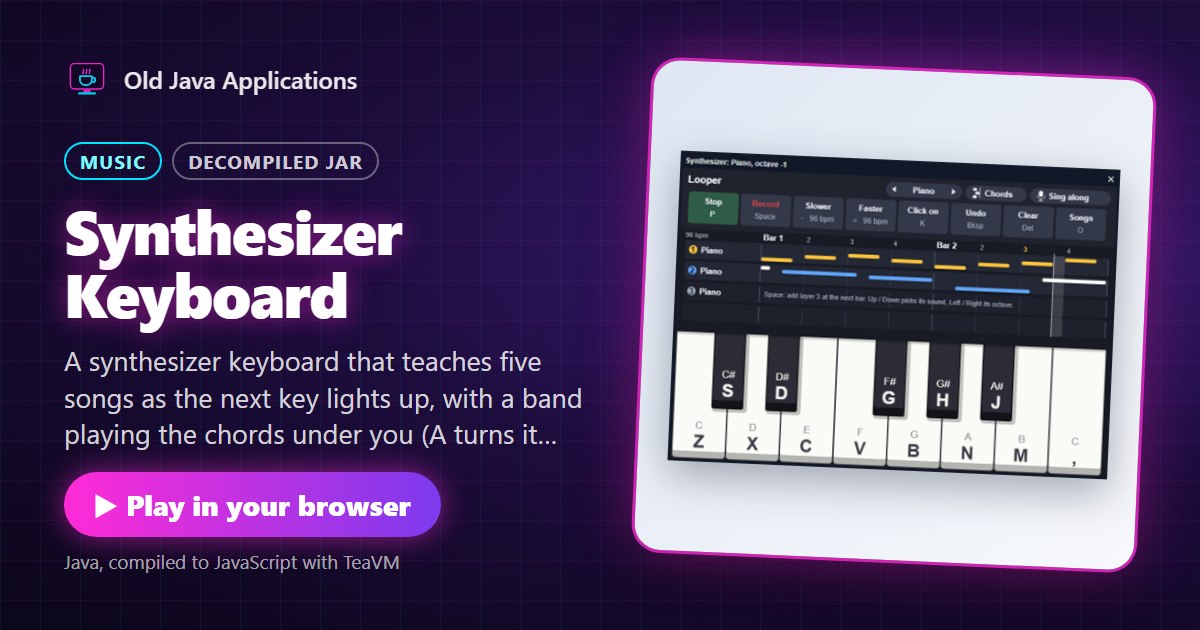 Old Java Applications
MUSIC
DECOMPILED JAR
Synthesizer
Keyboard
A synthesizer keyboard that teaches five
songs as the next key lights up, with a band
playing the chords under you (A turns it...
▶ Play in your browser
Java, compiled to JavaScript with TeaVM
Synthesizer: Piano, octave -1 ×
Looper
◀ Piano ▶ Chords Sing along
Stop Record Slower Faster Click on Undo Clear Songs
P Space - 96 bpm = 96 bpm K Bksp Del O
96 bpm Bar 1 2 3 4 Bar 2 2 3 4
1 Piano
2 Piano
3 Piano Space: add layer 3 at the next bar. Up / Down picks its sound, Left / Right its octave.
C# D# F# G# A#
S D G H J
C D E F G A B C
Z X C V B N M ,